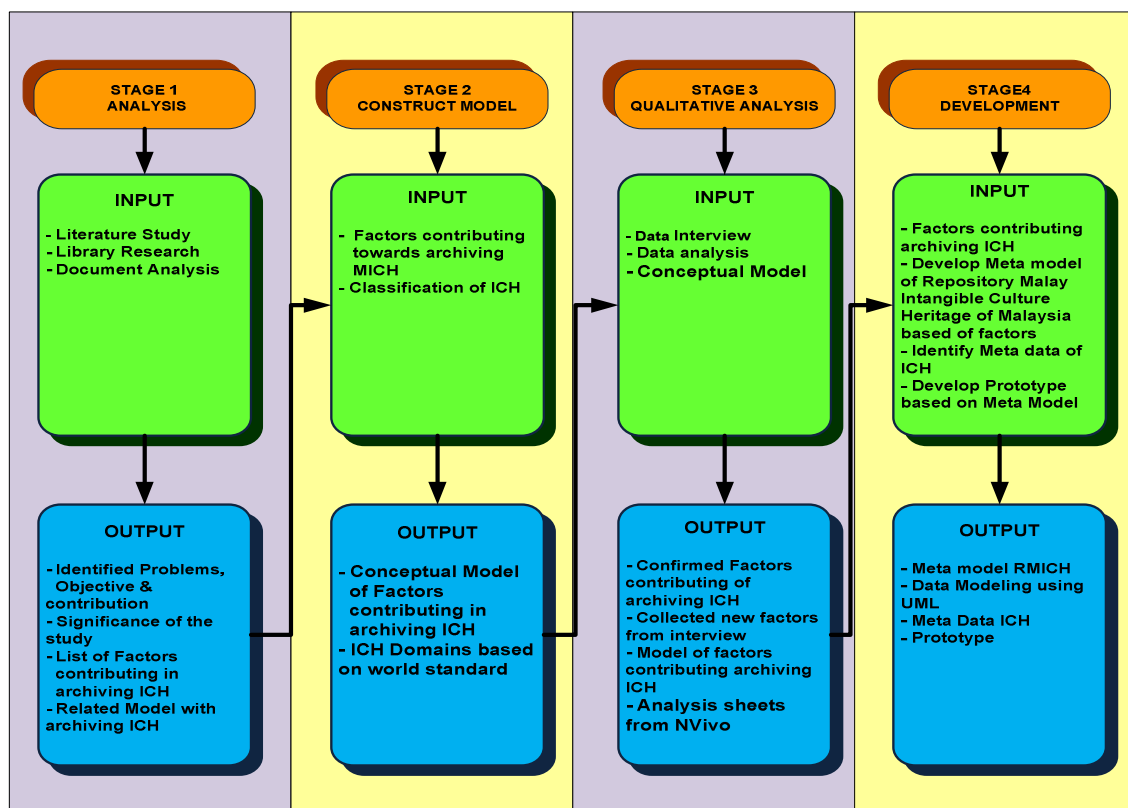 STAGE 1
ANALYSIS
INPUT
- Literature Study
- Library Research
- Document Analysis
OUTPUT
- Identified Problems,
Objective &
contribution
- Significance of the
study
- List of Factors
contributing in
archiving ICH
- Related Model with
archiving ICH
STAGE 2
CONSTRUCT MODEL
INPUT
- Factors contributing
towards archiving
MICH
- Classification of ICH
OUTPUT
- Conceptual Model
of Factors
contributing in
archiving ICH
- ICH Domains based
on world standard
STAGE 3
QUALITATIVE ANALYSIS
INPUT
- Data Interview
- Data analysis
- Conceptual Model
OUTPUT
- Confirmed Factors
contributing of
archiving ICH
- Collected new factors
from interview
- Model of factors
contributing archiving
ICH
- Analysis sheets
from NVivo
STAGE4
DEVELOPMENT
INPUT
- Factors contributing
archiving ICH
- Develop Meta model
of Repository Malay
Intangible Culture
Heritage of Malaysia
based of factors
- Identify Meta data of
ICH
- Develop Prototype
based on Meta Model
OUTPUT
- Meta model RMICH
- Data Modeling using
UML
- Meta Data ICH
- Prototype